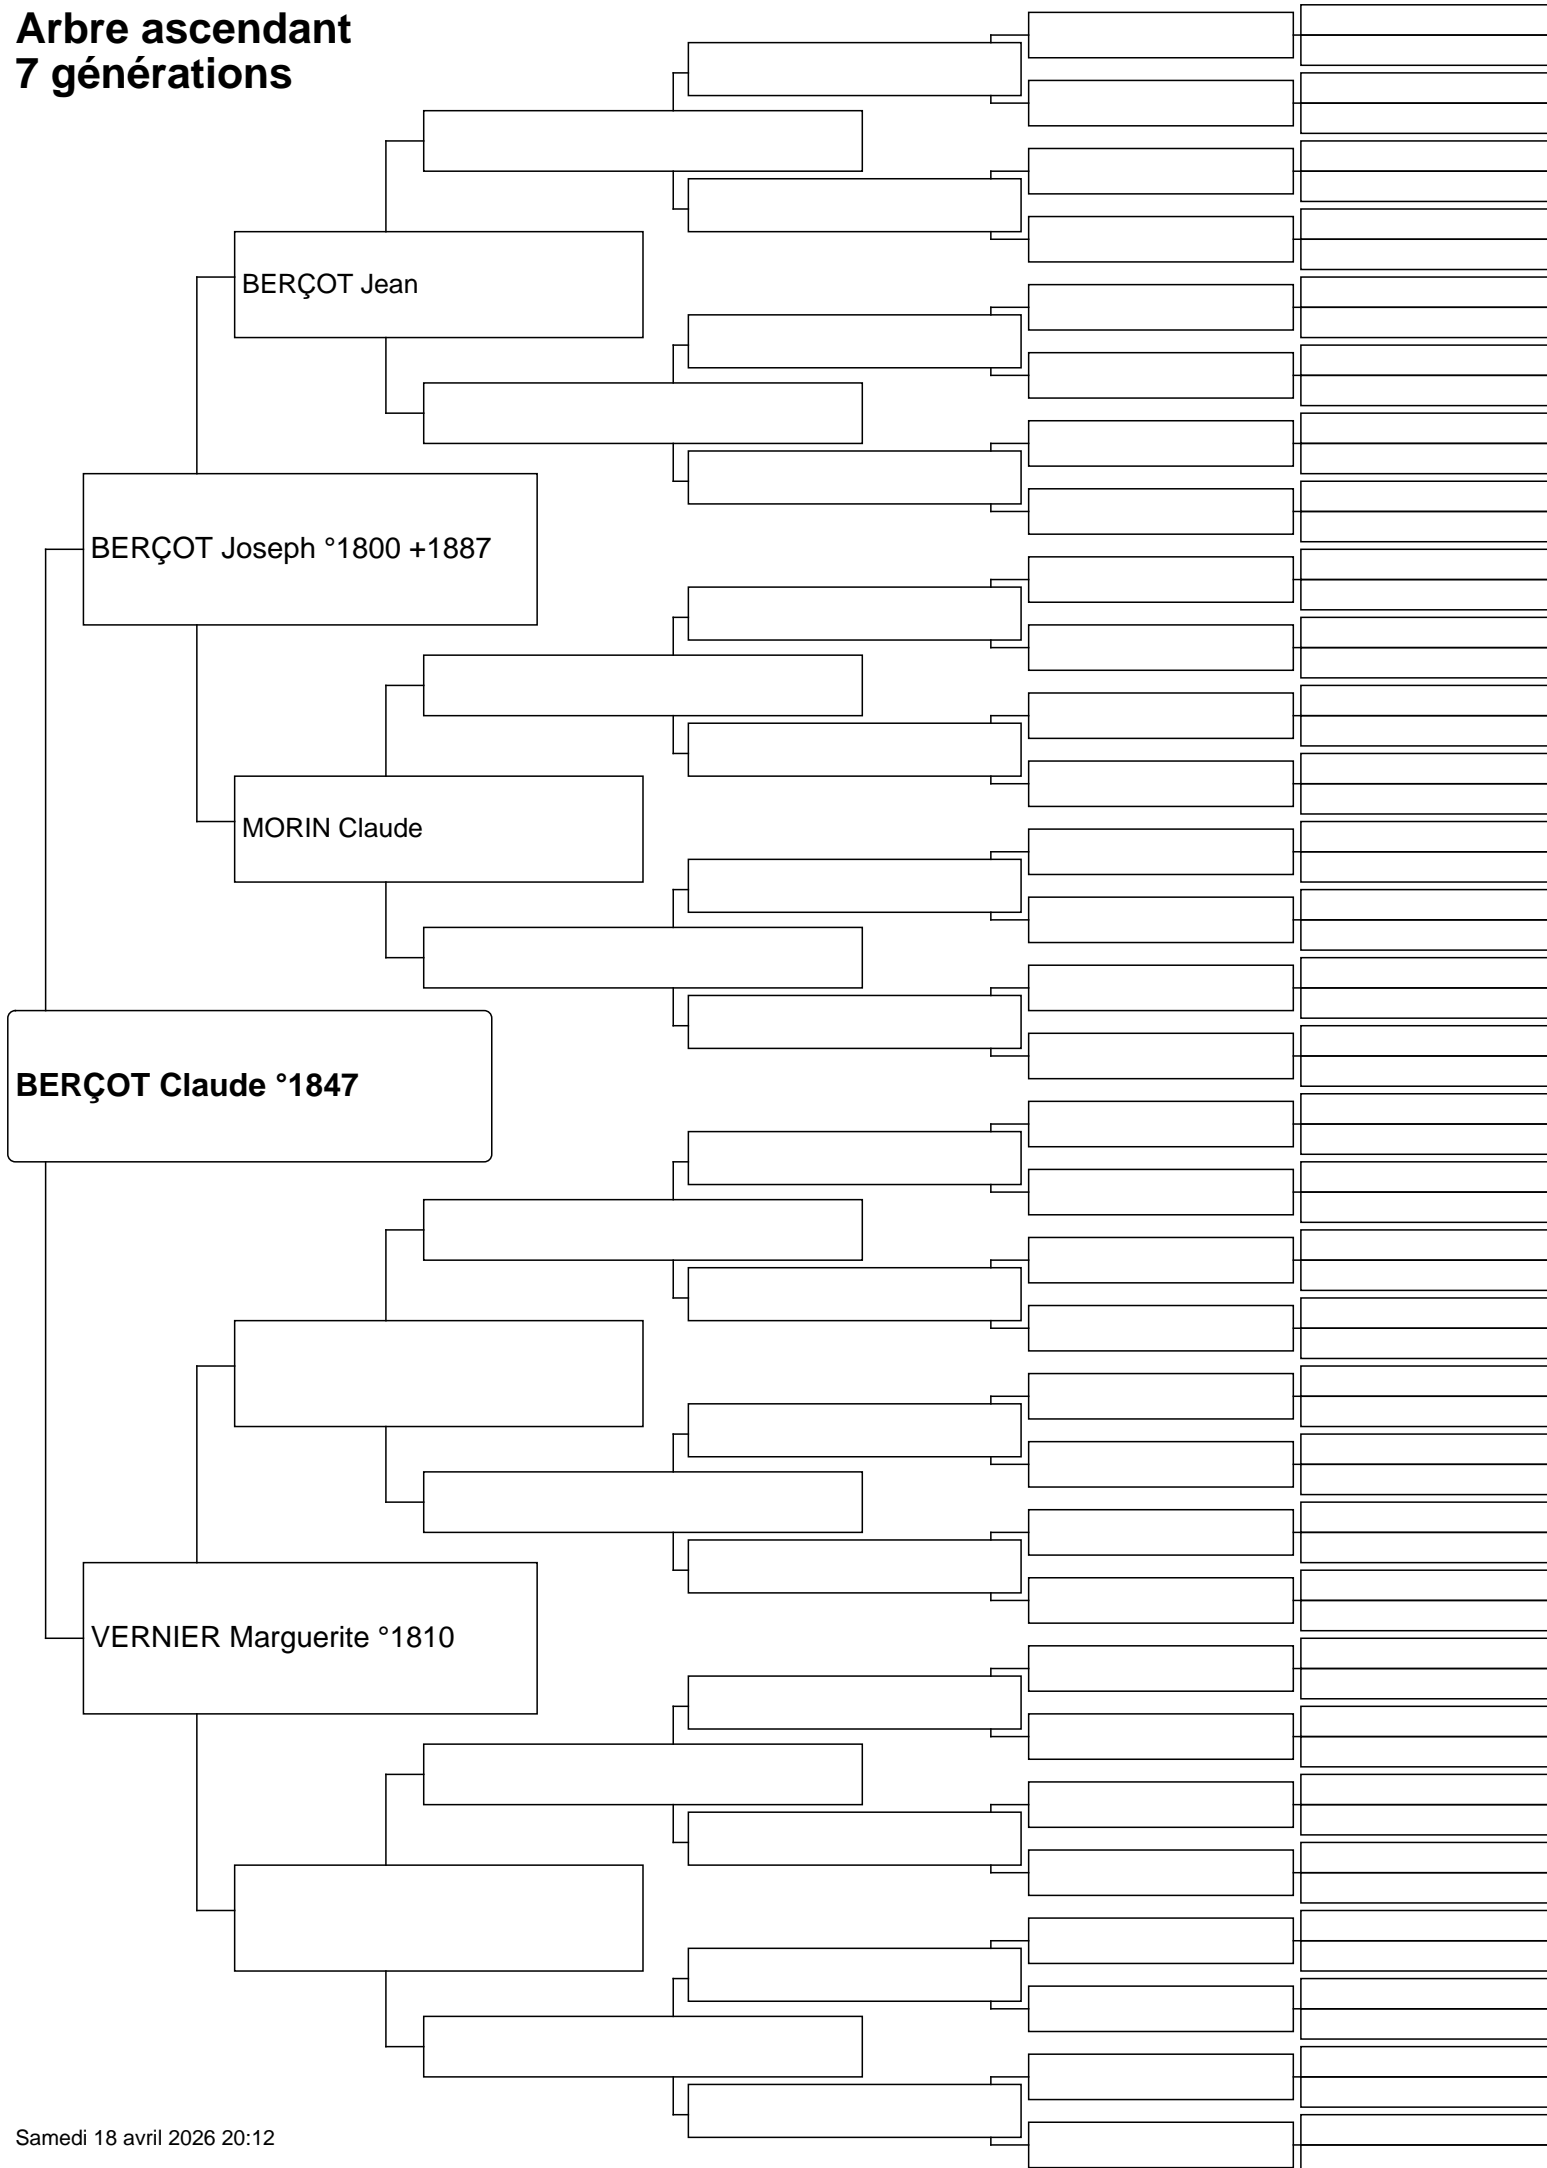 Arbre ascendant
7 générations
BERÇOT Jean
BERÇOT Joseph °1800 +1887
MORIN Claude
BERÇOT Claude °1847
VERNIER Marguerite °1810
Samedi 18 avril 2026 20:12